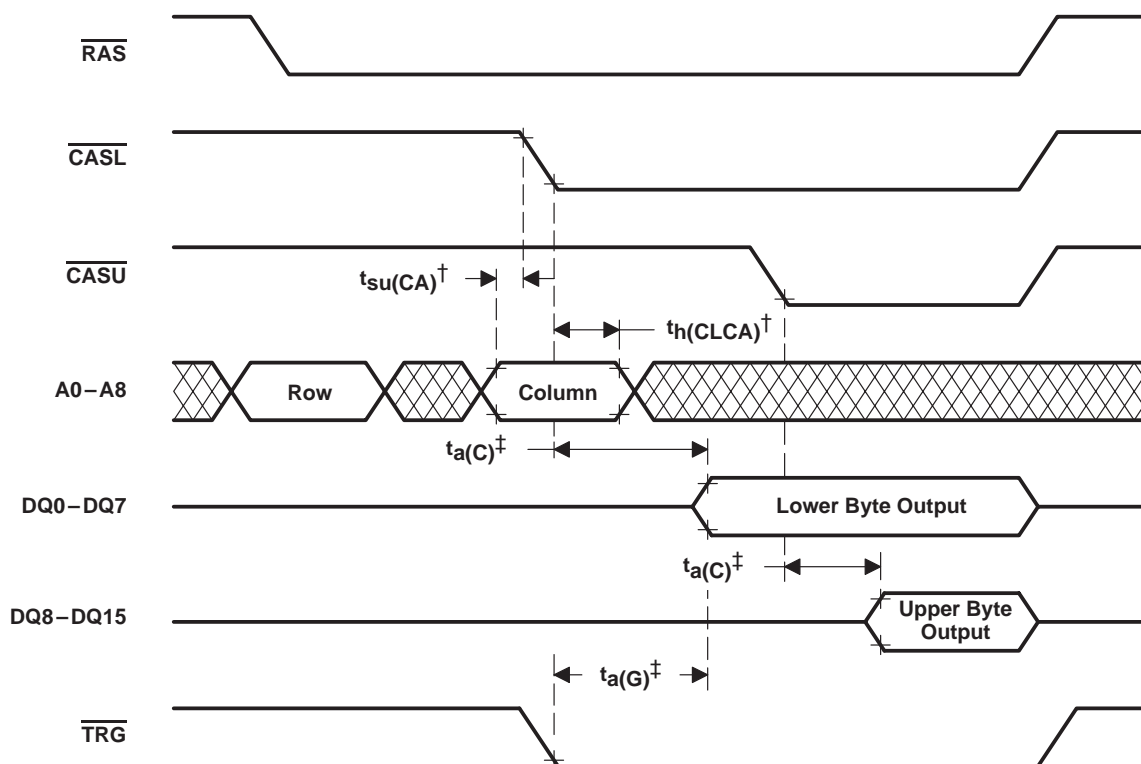 RAS
CASL
CASU
tsu(CA)†
th(CLCA)†
A0–A8
Row
Column
ta(C)‡
DQ0–DQ7
Lower Byte Output
ta(C)‡
DQ8–DQ15
Upper Byte
Output
ta(G)‡
TRG